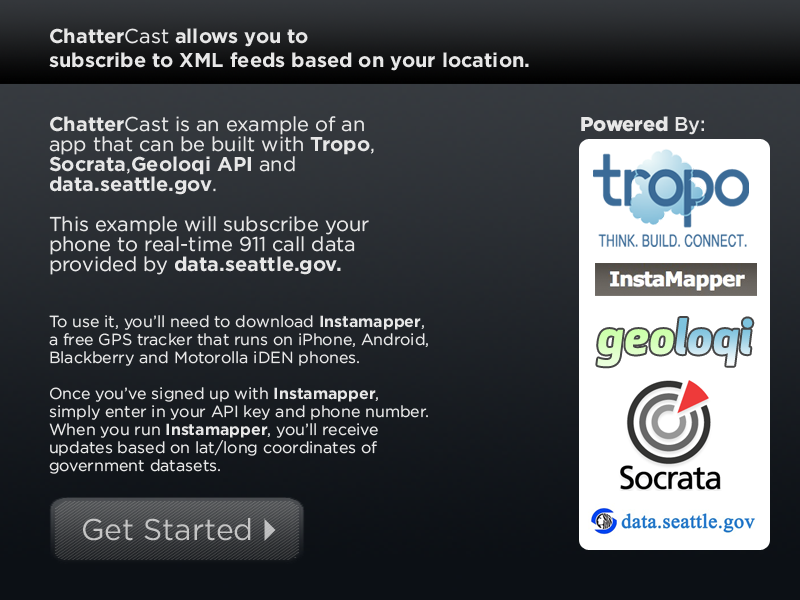 ChatterCast allows you to
subscribe to XML feeds based on your location.
ChatterCast is an example of an
app that can be built with Tropo,
Socrata,Geoloqi API and
data.seattle.gov.
This example will subscribe your
phone to real-time 911 call data
provided by data.seattle.gov.
To use it, you'll need to download Instamapper,
a free GPS tracker that runs on iPhone, Android,
Blackberry and Motorolla iDEN phones.
Once you've signed up with Instamapper,
simply enter in your API key and phone number.
When you run Instamapper, you'll receive
updates based on lat/long coordinates of
government datasets.
Get Started
Powered By:
tropo
THINK. BUILD. CONNECT.
InstaMapper
geoloqi
Socrata
data.seattle.gov